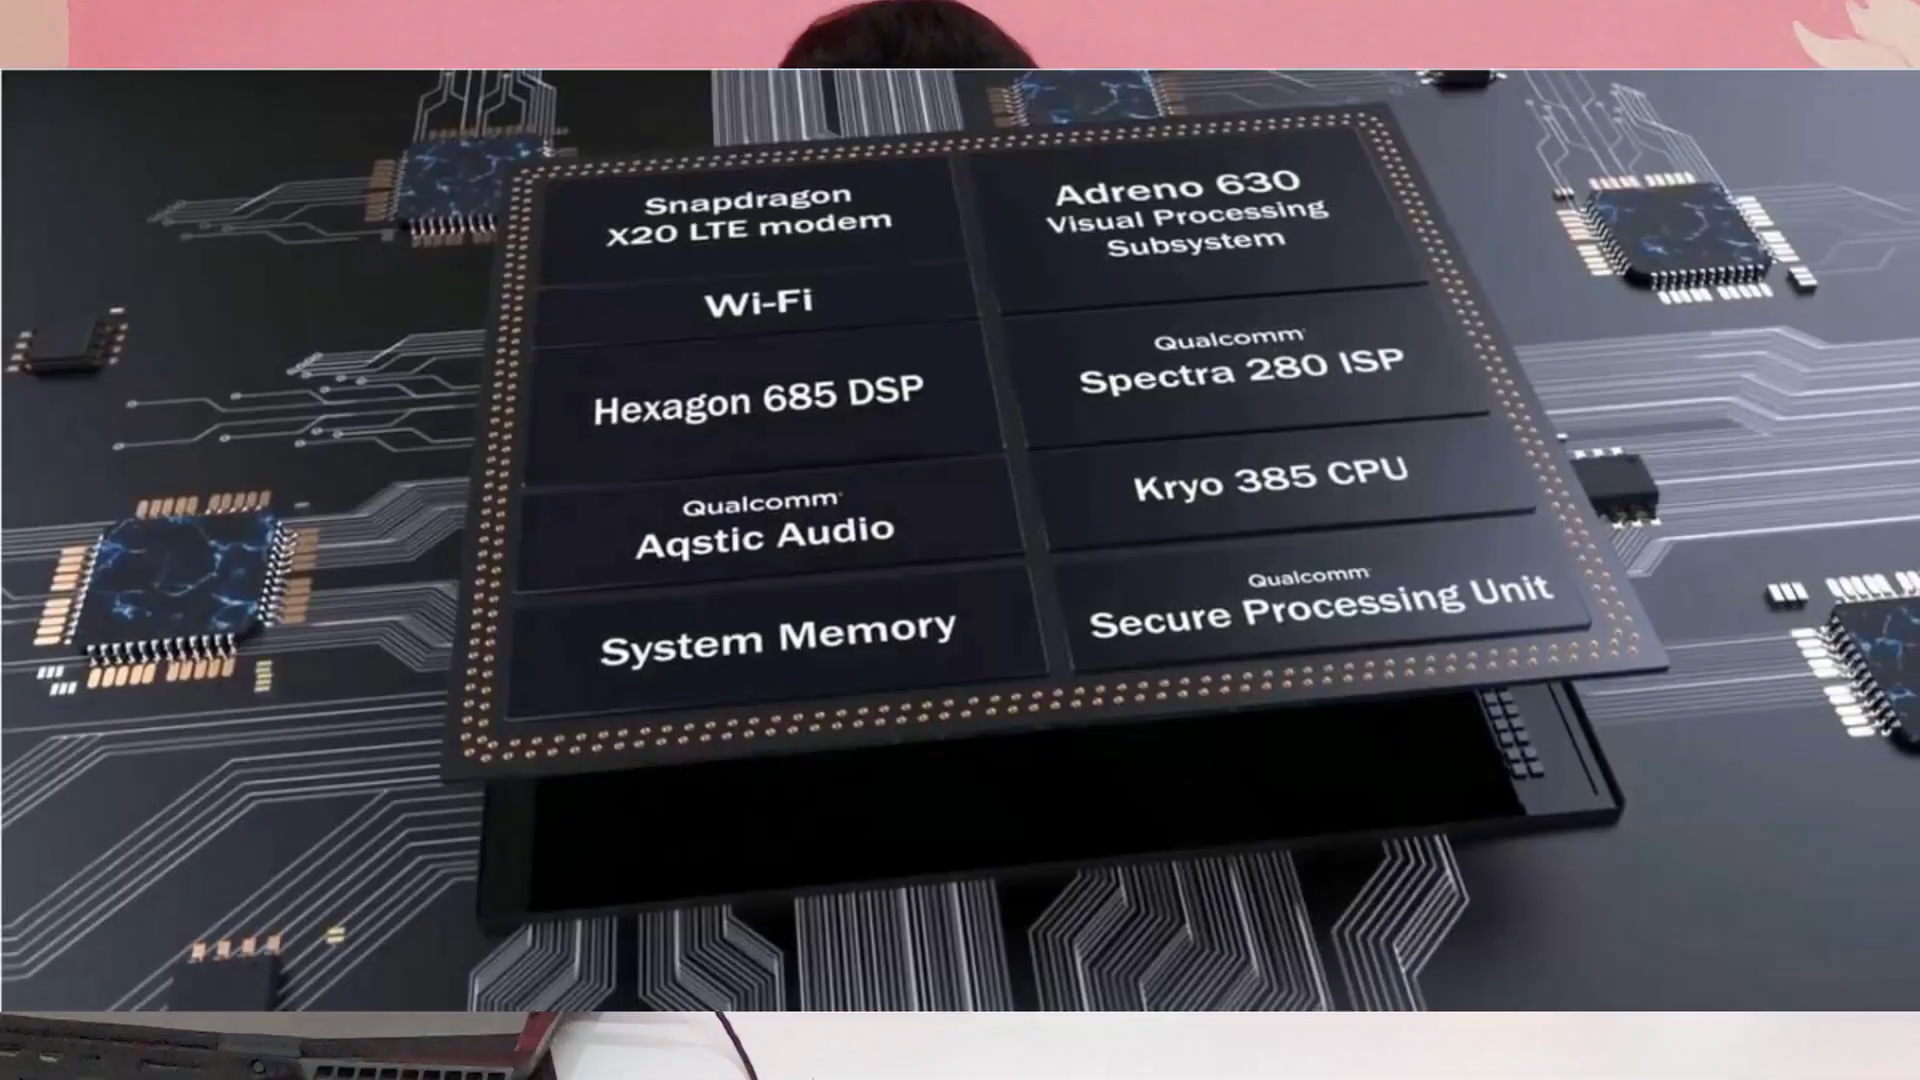 Snapdragon
X20 LTE modem
Wi-Fi
Hexagon 685 DSP
Qualcomm
Aqstic Audio
System Memory
Adreno 630
Visual Processing
Subsystem
Qualcomm
Spectra 280 ISP
Kryo 385 CPU
Qualcomm
Secure Processing Unit